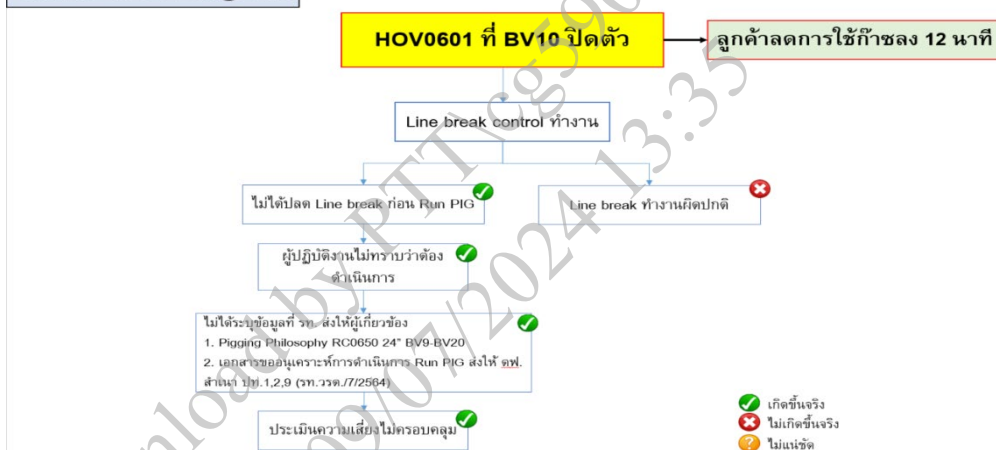 HOV0601 ที่ BV10 ปิดตัว
ลูกค้าลดการใช้ก๊าซลง 12 นาที
Line break control ทำงาน
ไม่ได้ปลด Line break ก่อน Run PIG
Line break ทำงานผิดปกติ
ผู้ปฏิบัติงานไม่ทราบว่าต้อง
ดำเนินการ
ไม่ได้ระบุข้อมูลที่ รท. ส่งให้ผู้เกี่ยวข้อง
1. Pigging Philosophy RC0650 24" BV9-BV20
2. เอกสารขออนุเคราะห์การดำเนินการ Run PIG ส่งให้ ตฟ.
สำเนา ปท.1,2,9 (รท.วรต./7/2564)
ประเมินความเสี่ยงไม่ครอบคลุม
เกิดขึ้นจริง
ไม่เกิดขึ้นจริง
ไม่แน่ชัด
nload by PTT\cg590
09/07/2024 13:35